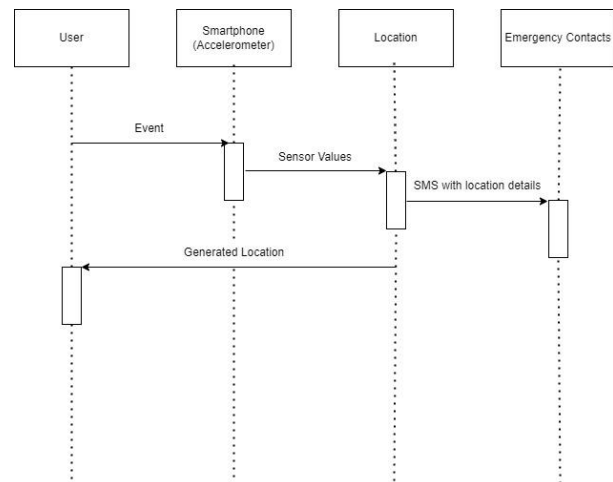 User
Smartphone
(Accelerometer)
Location
Emergency Contacts
Event
Sensor Values
SMS with location details
Generated Location